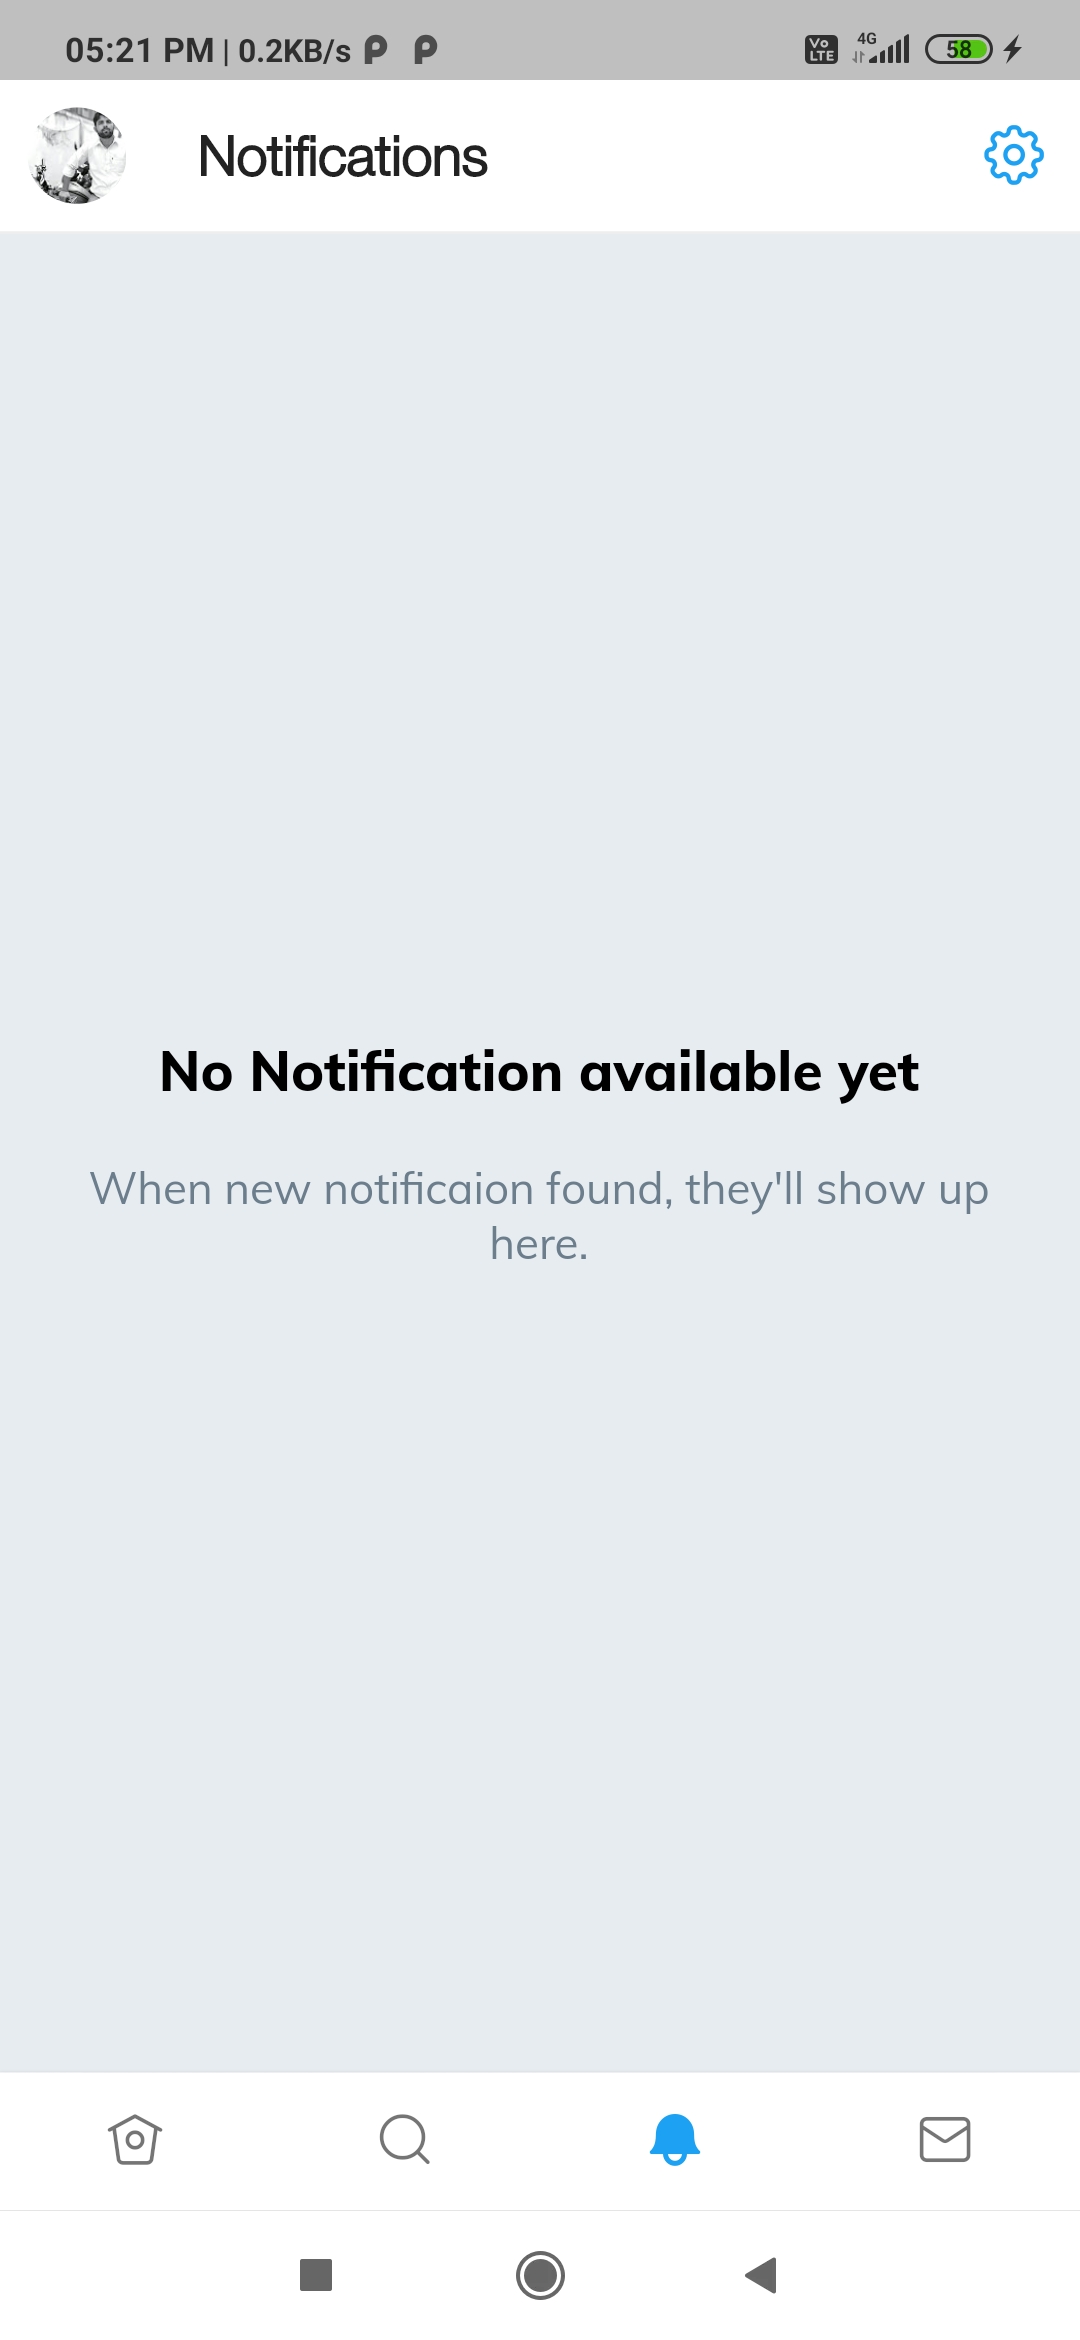 05:21 PM | 0.2KB/s
Vo LTE 4G 58
Notifications
No Notification available yet
When new notificaion found, they'll show up
here.